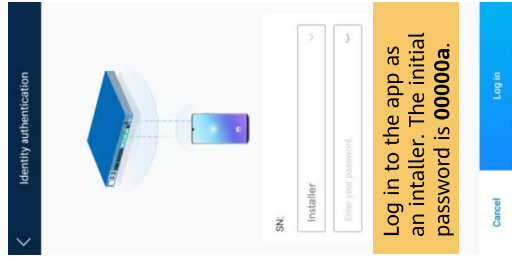 Identity authentication
SN:
Installer
Enter your password.
Log in to the app as
an intaller. The initial
password is 00000a.
Cancel
Log in